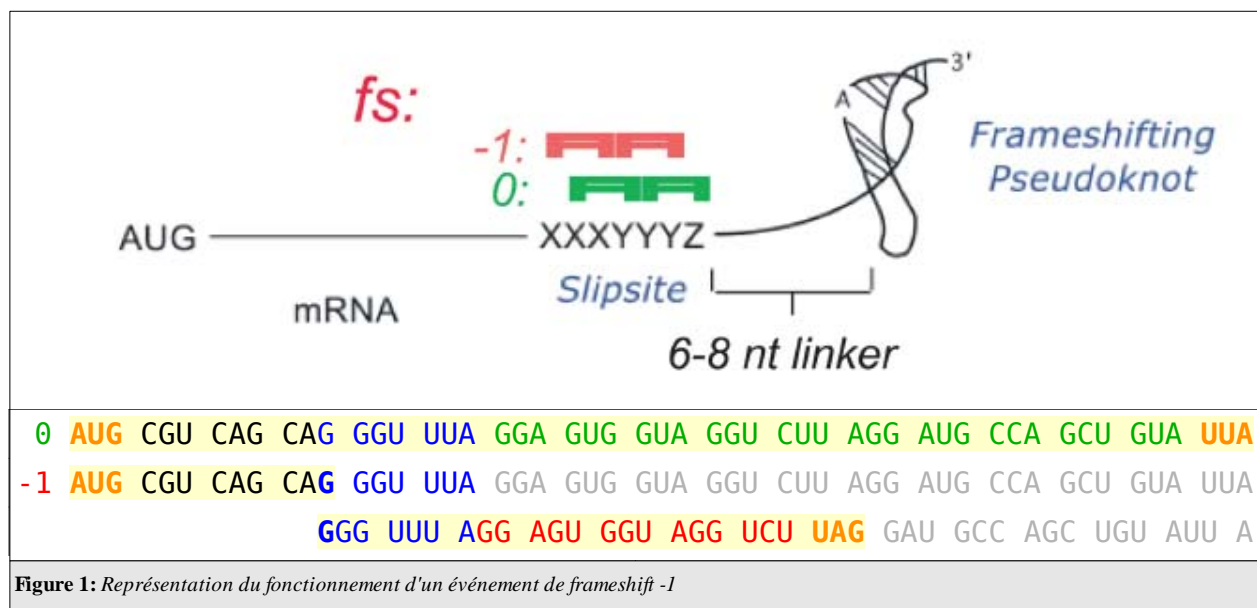 fs:
-1:
0:
AUG
XXXYYYZ
Slipsite
mRNA
6-8 nt linker
A
3'
Frameshifting
Pseudoknot
0 AUG CGU CAG CAG GGU UUA GGA GUG GUA GGU CUU AGG AUG CCA GCU GUA UUA
-1 AUG CGU CAG CAG GGU UUA GGA GUG GUA GGU CUU AGG AUG CCA GCU GUA UUA
GGG UUU AGG AGU GGU AGG UCU UAG GAU GCC AGC UGU AUU A
Figure 1: Représentation du fonctionnement d'un événement de frameshift -1